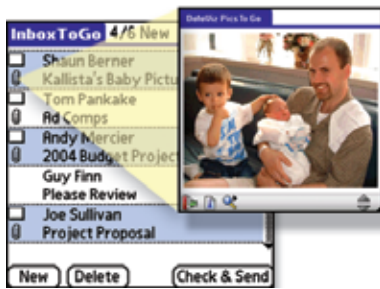 InboxToGo 4/6 New
Shaun Berner
Kallista's Baby Pictu
Tom Pankake
Ad Comps
Andy Mercier
2004 Budget Project
Guy Finn
Please Review
Joe Sullivan
Project Proposal
New
Delete
Check & Send
DataViz Pics To Go